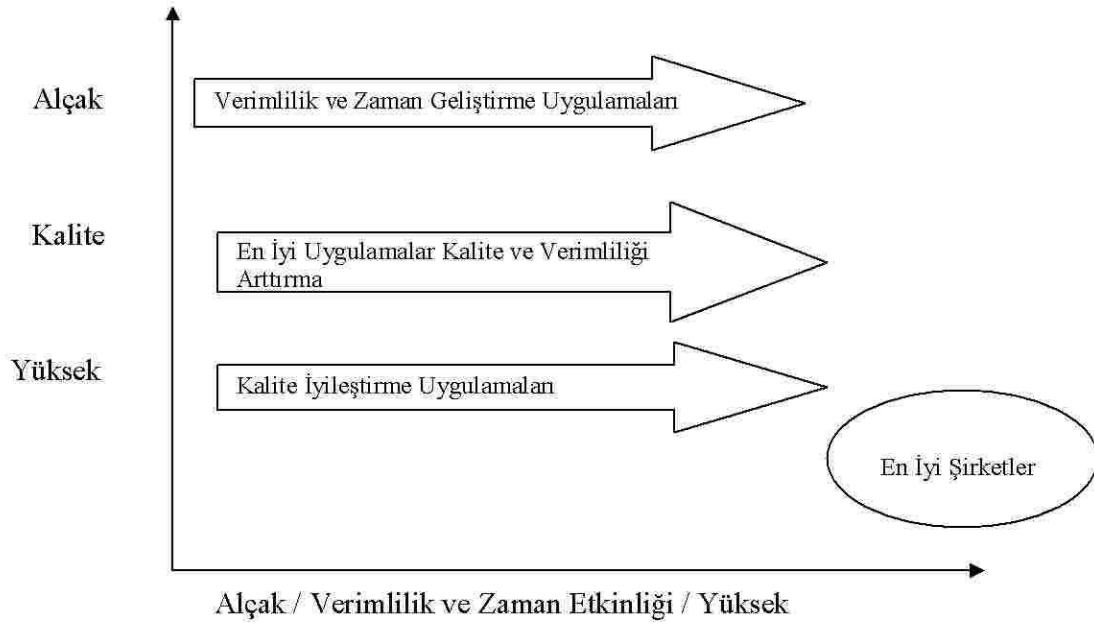 Alçak
Verimlilik ve Zaman Geliştirme Uygulamaları
Kalite
En İyi Uygulamalar Kalite ve Verimliliği
Arttırma
Yüksek
Kalite İyileştirme Uygulamaları
En İyi Şirketler
Alçak / Verimlilik ve Zaman Etkinliği / Yüksek